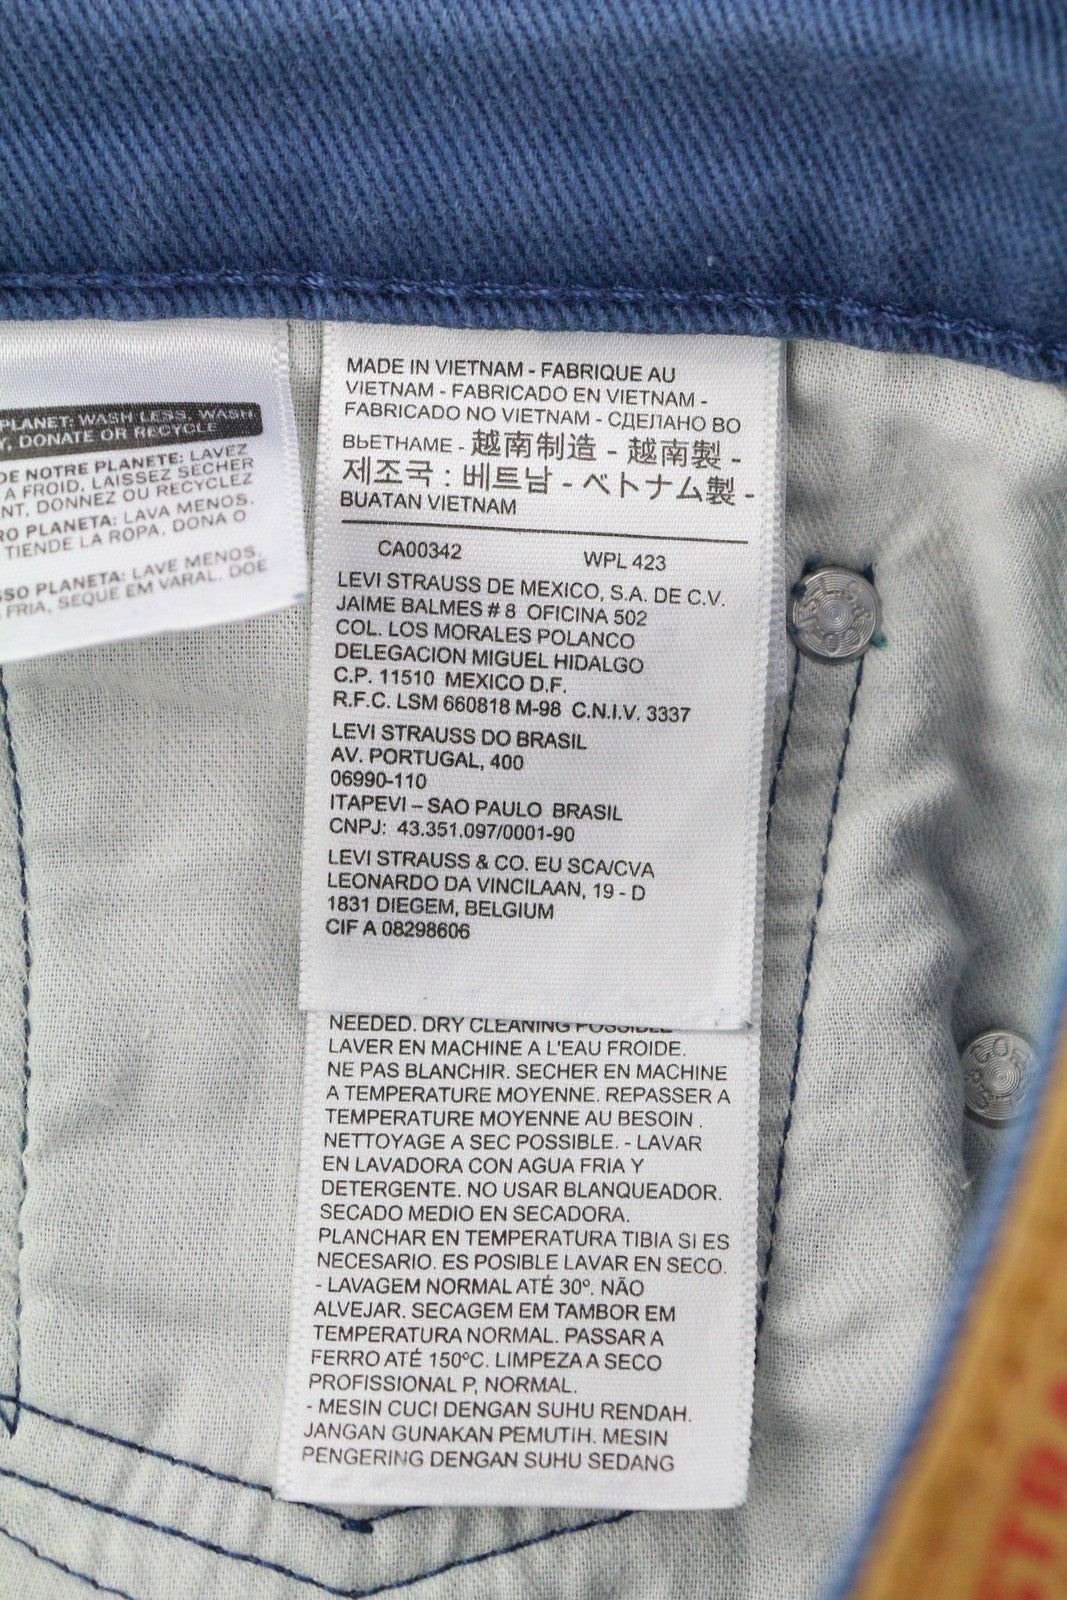 PLANET: WASH LESS, WASH
Y, DONATE OR RECYCLE
DE NOTRE PLANETE: LAVEZ
A FROID, LAISSEZ SECHER
NT, DONNEZ OU RECYCLEZ
RO PLANETA: LAVA MENOS,
TIENDE LA ROPA, DONA O
SSO PLANETA: LAVE MENOS,
FRIA, SEQUE EM VARAL, DOE
MADE IN VIETNAM - FABRIQUE AU
VIETNAM - FABRICADO EN VIETNAM -
FABRICADO NO VIETNAM - СДЕЛАНО ВО
ВЬЕТНАМЕ - 越南制造 - 越南製 -
제조국 : 베트남 - ベトナム製 -
BUATAN VIETNAM
CA00342 WPL 423
LEVI STRAUSS DE MEXICO, S.A. DE C.V.
JAIME BALMES # 8 OFICINA 502
COL. LOS MORALES POLANCO
DELEGACION MIGUEL HIDALGO
C.P. 11510 MEXICO D.F.
R.F.C. LSM 660818 M-98 C.N.I.V. 3337
LEVI STRAUSS DO BRASIL
AV. PORTUGAL, 400
06990-110
ITAPEVI – SAO PAULO BRASIL
CNPJ: 43.351.097/0001-90
LEVI STRAUSS & CO. EU SCA/CVA
LEONARDO DA VINCILAAN, 19 - D
1831 DIEGEM, BELGIUM
CIF A 08298606
NEEDED. DRY CLEANING POSSIBLE
LAVER EN MACHINE A L'EAU FROIDE.
NE PAS BLANCHIR. SECHER EN MACHINE
A TEMPERATURE MOYENNE. REPASSER A
TEMPERATURE MOYENNE AU BESOIN .
NETTOYAGE A SEC POSSIBLE. - LAVAR
EN LAVADORA CON AGUA FRIA Y
DETERGENTE. NO USAR BLANQUEADOR.
SECADO MEDIO EN SECADORA.
PLANCHAR EN TEMPERATURA TIBIA SI ES
NECESARIO. ES POSIBLE LAVAR EN SECO.
- LAVAGEM NORMAL ATÉ 30º. NÃO
ALVEJAR. SECAGEM EM TAMBOR EM
TEMPERATURA NORMAL. PASSAR A
FERRO ATÉ 150ºC. LIMPEZA A SECO
PROFISSIONAL P, NORMAL.
- MESIN CUCI DENGAN SUHU RENDAH.
JANGAN GUNAKAN PEMUTIH. MESIN
PENGERING DENGAN SUHU SEDANG